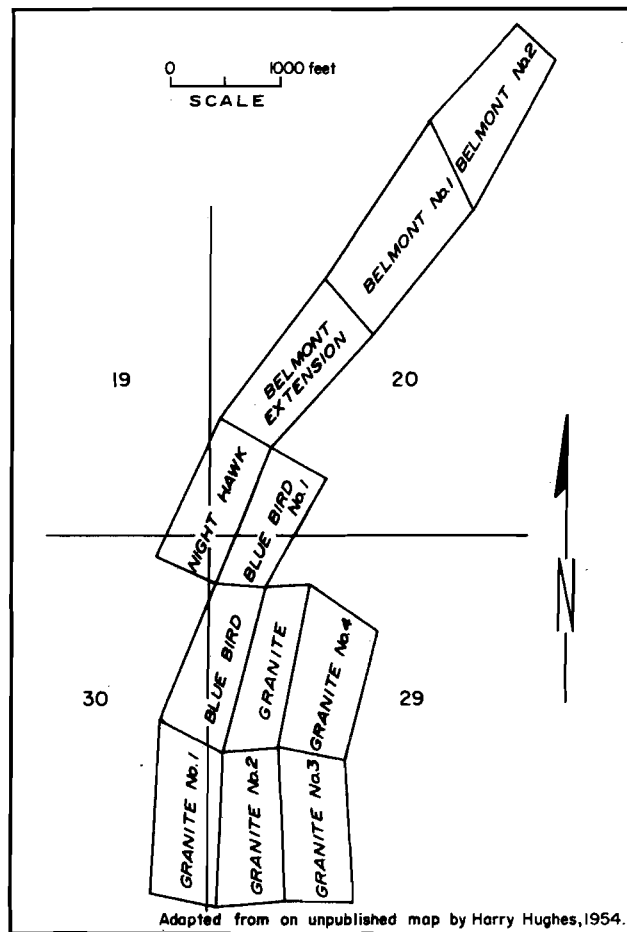 0 1000 feet
SCALE
BELMONT No.2
BELMONT No.1
BELMONT
EXTENSION
19
20
NIGHT HAWK
BLUE BIRD
No.1
N
BLUE BIRD
GRANITE
GRANITE No.4
30
29
GRANITE No.1
GRANITE No.2
GRANITE No.3
Adapted from on unpublished map by Harry Hughes, 1954.